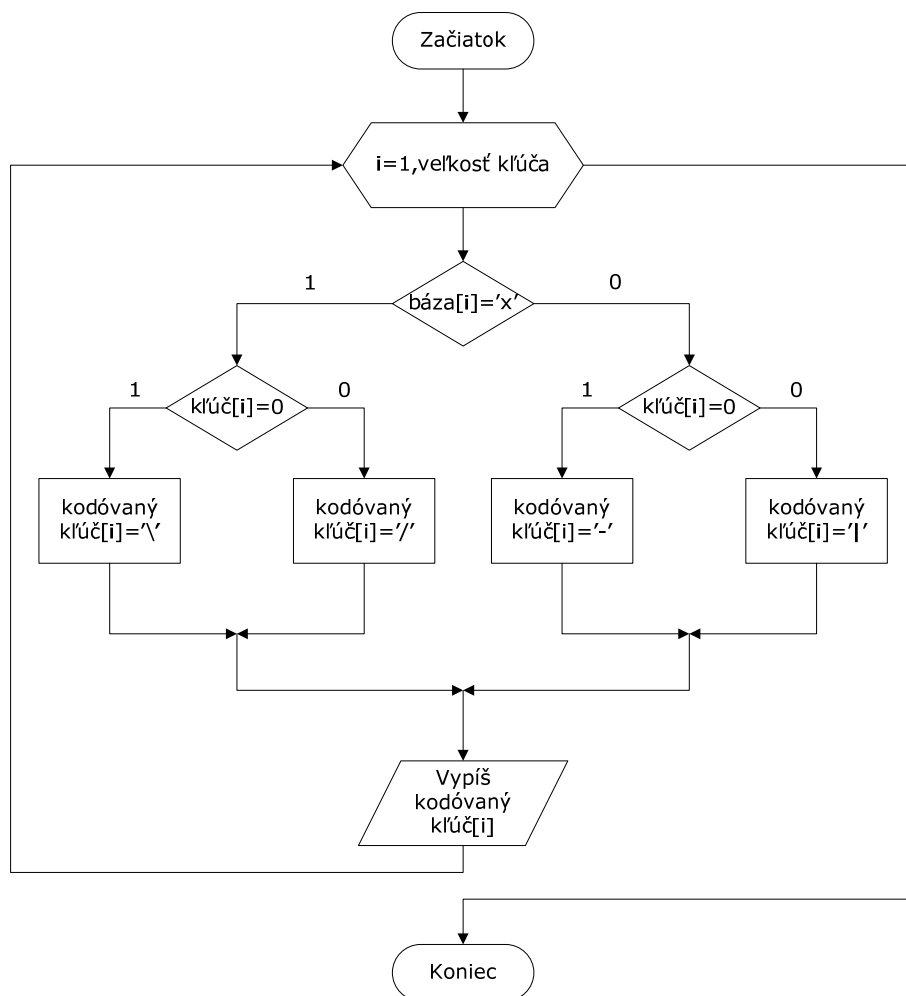 Začiatok
i=1,veľkosť kľúča
1
báza[i]='x'
0
1
kľúč[i]=0
0
1
kľúč[i]=0
0
kodóvaný
kľúč[i]='\'
kodóvaný
kľúč[i]='/'
kodóvaný
kľúč[i]='-'
kodóvaný
kľúč[i]='|'
Vypíš
kodóvaný
kľúč[i]
Koniec